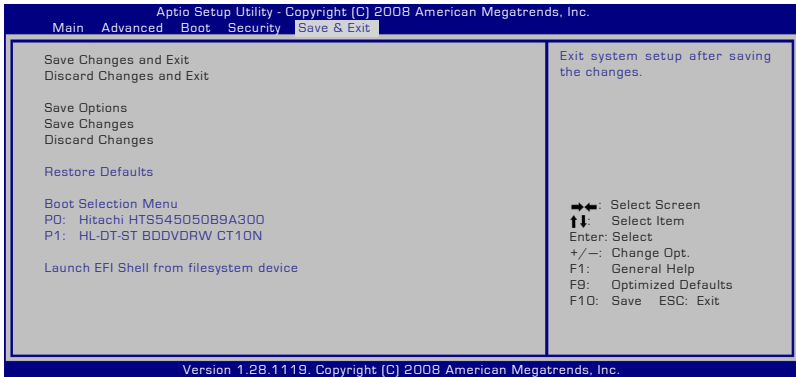 Aptio Setup Utility - Copyright (C) 2008 American Megatrends, Inc.
Main Advanced Boot Security Save & Exit
Save Changes and Exit
Discard Changes and Exit
Save Options
Save Changes
Discard Changes
Restore Defaults
Boot Selection Menu
P0: Hitachi HTS545050B9A300
P1: HL-DT-ST BDDVDRW CT10N
Launch EFI Shell from filesystem device
Exit system setup after saving
the changes.
→←: Select Screen
↑↓: Select Item
Enter: Select
+/—: Change Opt.
F1: General Help
F9: Optimized Defaults
F10: Save ESC: Exit
Version 1.28.1119. Copyright (C) 2008 American Megatrends, Inc.